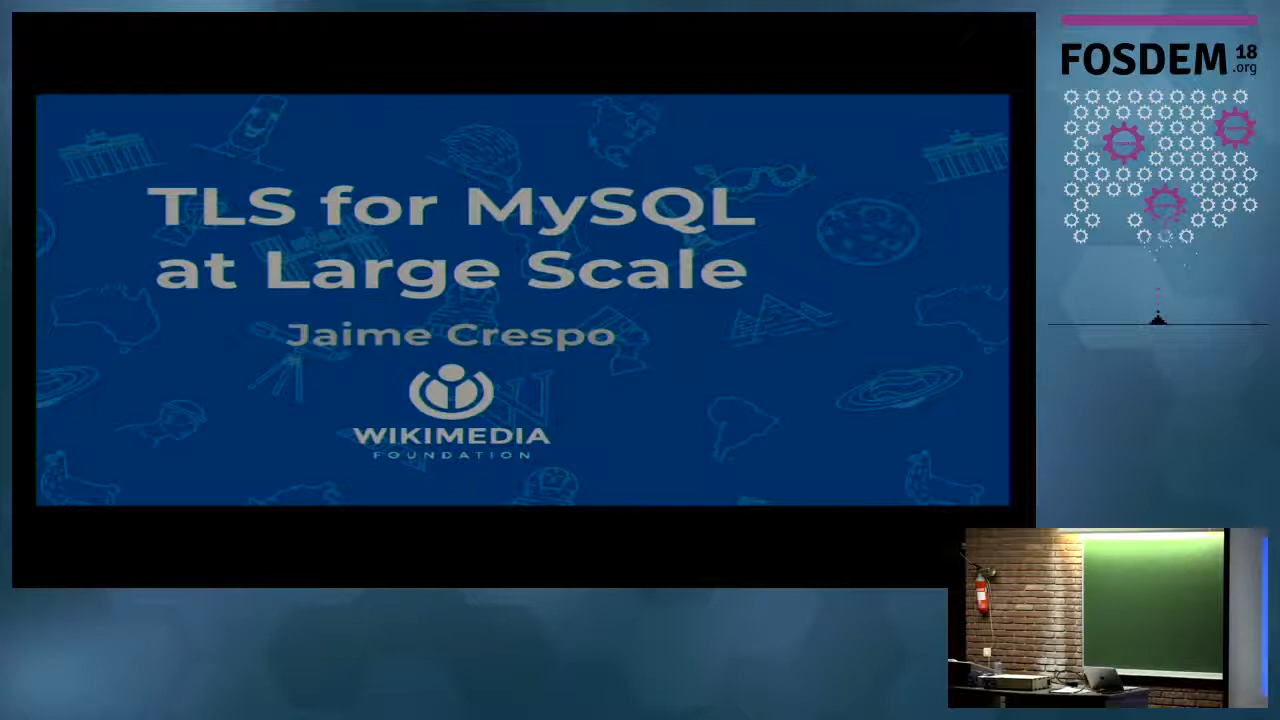 TLS for MySQL
at Large Scale
Jaime Crespo
WIKIMEDIA
FOUNDATION
FOSDEM 18
.org